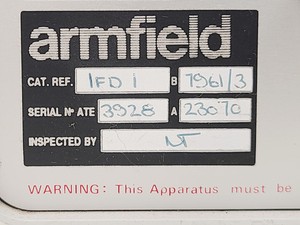 armfield
CAT. REF. IFD 1 B 7961/3
SERIAL Nº ATE 3928 A 23070
INSPECTED BY NT
WARNING: This Apparatus must be